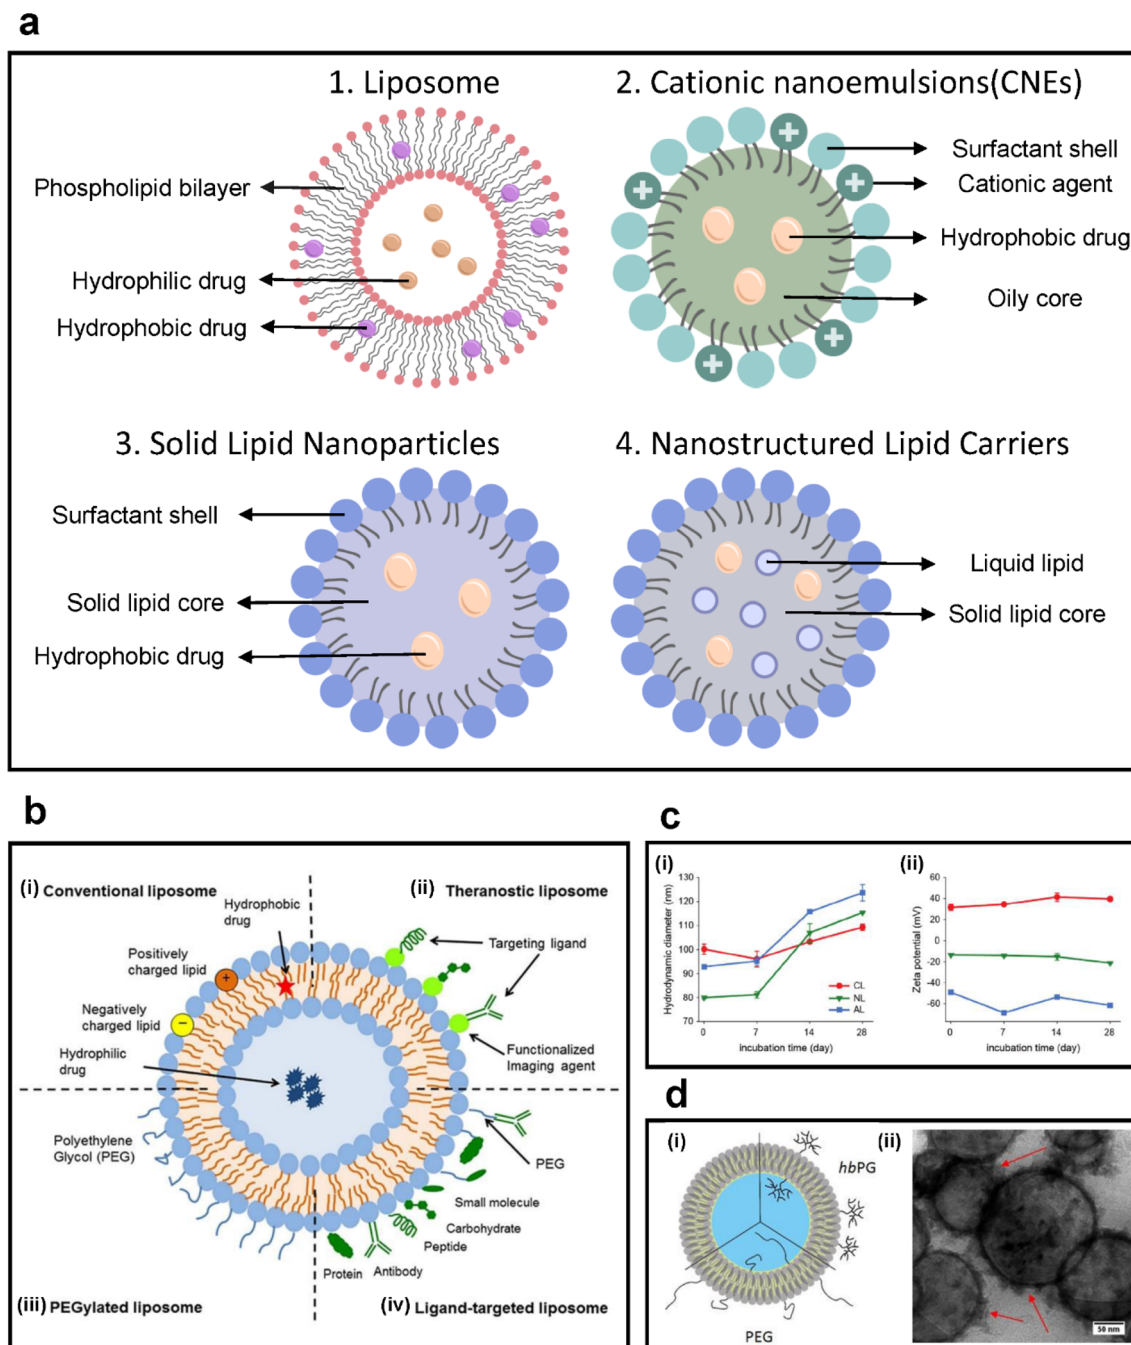 a
1. Liposome
Phospholipid bilayer
Hydrophilic drug
Hydrophobic drug
2. Cationic nanoemulsions(CNEs)
Surfactant shell
Cationic agent
Hydrophobic drug
Oily core
3. Solid Lipid Nanoparticles
Surfactant shell
Solid lipid core
Hydrophobic drug
4. Nanostructured Lipid Carriers
Liquid lipid
Solid lipid core
b
(i) Conventional liposome
Hydrophobic
drug
Positively
charged lipid
+
Negatively
charged lipid
−
Hydrophilic
drug
(ii) Theranostic liposome
Targeting ligand
Functionalized
Imaging agent
Polyethylene
Glycol (PEG)
(iii) PEGylated liposome
PEG
Small molecule
Carbohydrate
Peptide
Antibody
Protein
(iv) Ligand-targeted liposome
c
(i)
Hydrodynamic diameter (nm)
130
120
110
100
90
80
70
CL
NL
AL
0 7 14 28
incubation time (day)
(ii)
Zeta potential (mV)
60
40
20
0
-20
-40
-60
0 7 14 28
incubation time (day)
d
(i)
hbPG
PEG
(ii)
50 nm